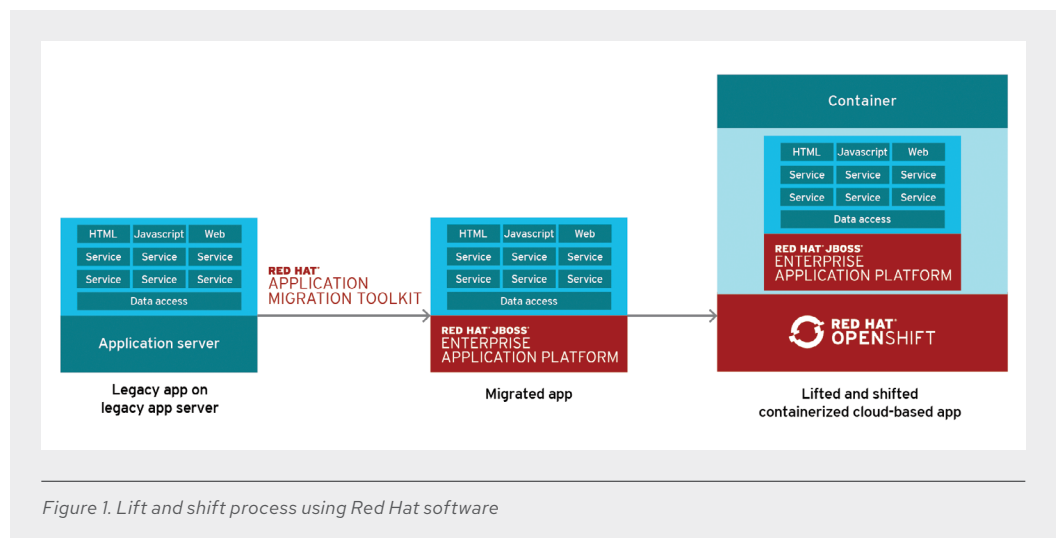 HTML Javascript Web
Service Service Service
Service Service Service
Data access
Application server
Legacy app on
legacy app server
RED HAT®
APPLICATION
MIGRATION TOOLKIT
HTML Javascript Web
Service Service Service
Service Service Service
Data access
RED HAT® JBOSS®
ENTERPRISE
APPLICATION PLATFORM
Migrated app
Container
HTML Javascript Web
Service Service Service
Service Service Service
Data access
RED HAT® JBOSS®
ENTERPRISE
APPLICATION PLATFORM
RED HAT®
OPENSHIFT
Lifted and shifted
containerized cloud-based app
Figure 1. Lift and shift process using Red Hat software